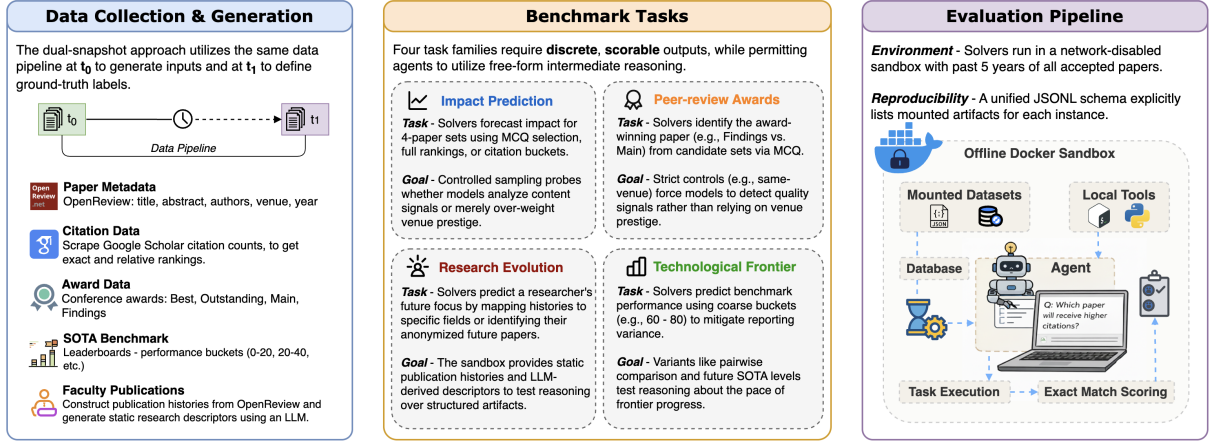 Data Collection & Generation
The dual-snapshot approach utilizes the same data
pipeline at t0 to generate inputs and at t1 to define
ground-truth labels.
t0
t1
Data Pipeline
Open
Review
.net
Paper Metadata
OpenReview: title, abstract, authors, venue, year
Citation Data
Scrape Google Scholar citation counts, to get
exact and relative rankings.
Award Data
Conference awards: Best, Outstanding, Main,
Findings
SOTA Benchmark
Leaderboards - performance buckets (0-20, 20-40,
etc.)
Faculty Publications
Construct publication histories from OpenReview and
generate static research descriptors using an LLM.
Benchmark Tasks
Four task families require discrete, scorable outputs, while permitting
agents to utilize free-form intermediate reasoning.
Impact Prediction
Task - Solvers forecast impact for
4-paper sets using MCQ selection,
full rankings, or citation buckets.
Goal - Controlled sampling probes
whether models analyze content
signals or merely over-weight
venue prestige.
Peer-review Awards
Task - Solvers identify the award-
winning paper (e.g., Findings vs.
Main) from candidate sets via MCQ.
Goal - Strict controls (e.g., same-
venue) force models to detect quality
signals rather than relying on venue
prestige.
Research Evolution
Task - Solvers predict a researcher's
future focus by mapping histories to
specific fields or identifying their
anonymized future papers.
Goal - The sandbox provides static
publication histories and LLM-
derived descriptors to test reasoning
over structured artifacts.
Technological Frontier
Task - Solvers predict benchmark
performance using coarse buckets
(e.g., 60 - 80) to mitigate reporting
variance.
Goal - Variants like pairwise
comparison and future SOTA levels
test reasoning about the pace of
frontier progress.
Evaluation Pipeline
Environment - Solvers run in a network-disabled
sandbox with past 5 years of all accepted papers.
Reproducibility - A unified JSONL schema explicitly
lists mounted artifacts for each instance.
Offline Docker Sandbox
Mounted Datasets
JSON
Local Tools
Database
Agent
Q: Which paper
will receive higher
citations?
Task Execution
Exact Match Scoring